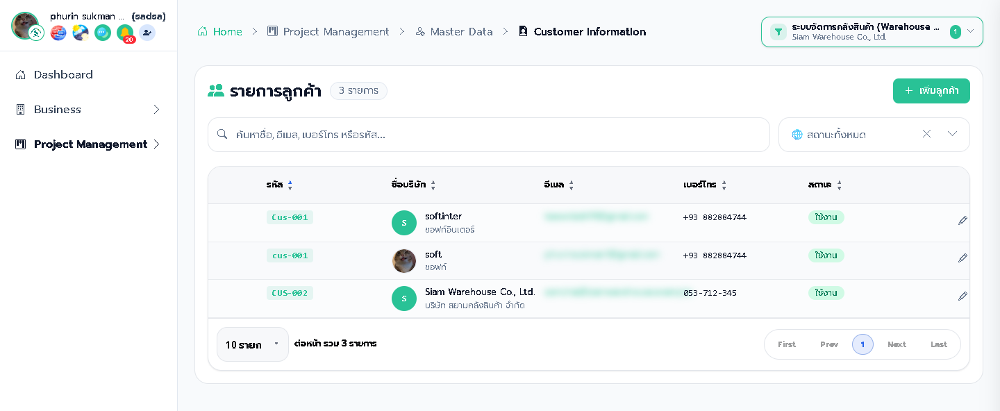 phurin sukman ... (sadsa)
20
Dashboard
Business
Project Management
Home
Project Management
Master Data
Customer Information
ระบบจัดการคลังสินค้า (Warehouse ...
Siam Warehouse Co., Ltd.
1
รายการลูกค้า
3 รายการ
+ เพิ่มลูกค้า
ค้นหาชื่อ, อีเมล, เบอร์โทร หรือรหัส...
สถานะทั้งหมด
รหัส ชื่อบริษัท อีเมล เบอร์โทร สถานะ
Cus-001 S softinter +93 882884744 ใช้งาน
ซอฟท์อินเตอร์
cus-001 soft +93 882884744 ใช้งาน
ซอฟท์
CUS-002 S Siam Warehouse Co., Ltd. 053-712-345 ใช้งาน
บริษัท สยามคลังสินค้า จำกัด
10 รายก ต่อหน้า รวม 3 รายการ
First Prev 1 Next Last